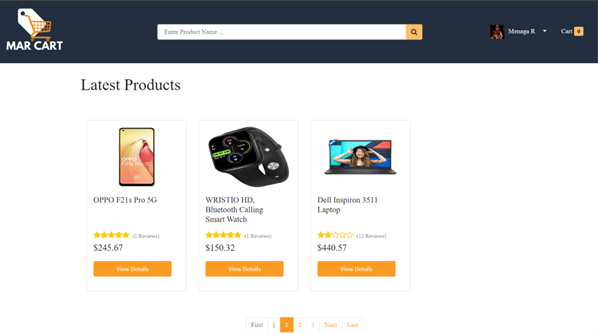 MAR CART
Enter Product Name ...
Menaga R
Cart 0
Latest Products
OPPO F21s Pro 5G
(1 Reviews)
$245.67
View Details
WRISTIO HD,
Bluetooth Calling
Smart Watch
(1 Reviews)
$150.32
View Details
Dell Inspiron 3511
Laptop
(12 Reviews)
$440.57
View Details
First ⟨ 1 2 3 Next Last